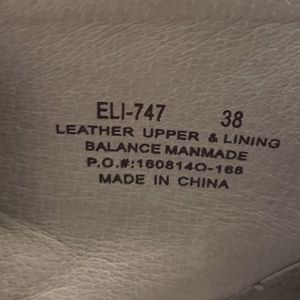 ELI-747 38
LEATHER UPPER & LINING
BALANCE MANMADE
P.O.#:160814O-168
MADE IN CHINA